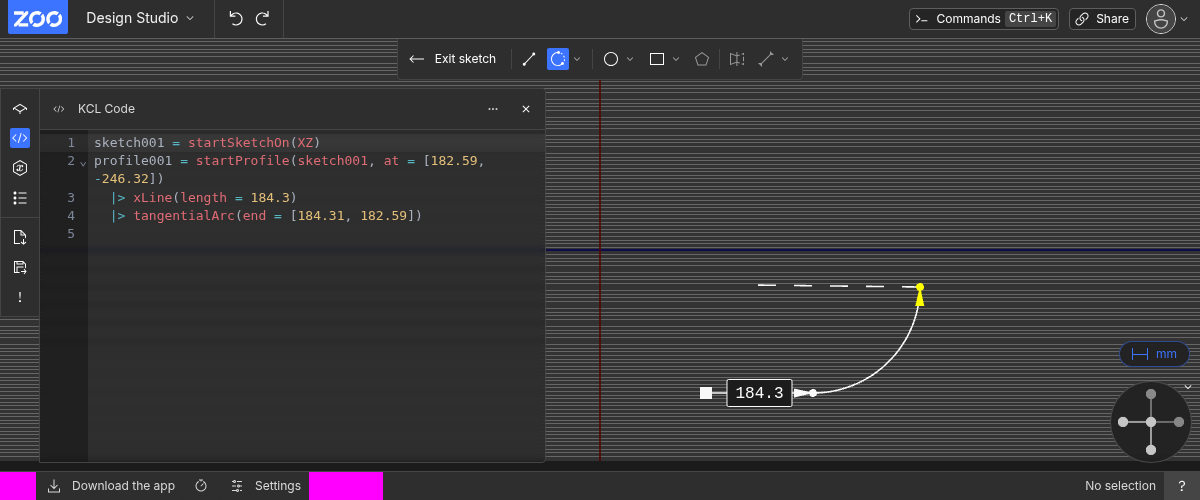 ZOO
Design Studio
Commands Ctrl+K
Share
Exit sketch
KCL Code
1 sketch001 = startSketchOn(XZ)
2 profile001 = startProfile(sketch001, at = [182.59,
-246.32])
3 |> xLine(length = 184.3)
4 |> tangentialArc(end = [184.31, 182.59])
5
184.3
mm
Download the app
Settings
No selection
?